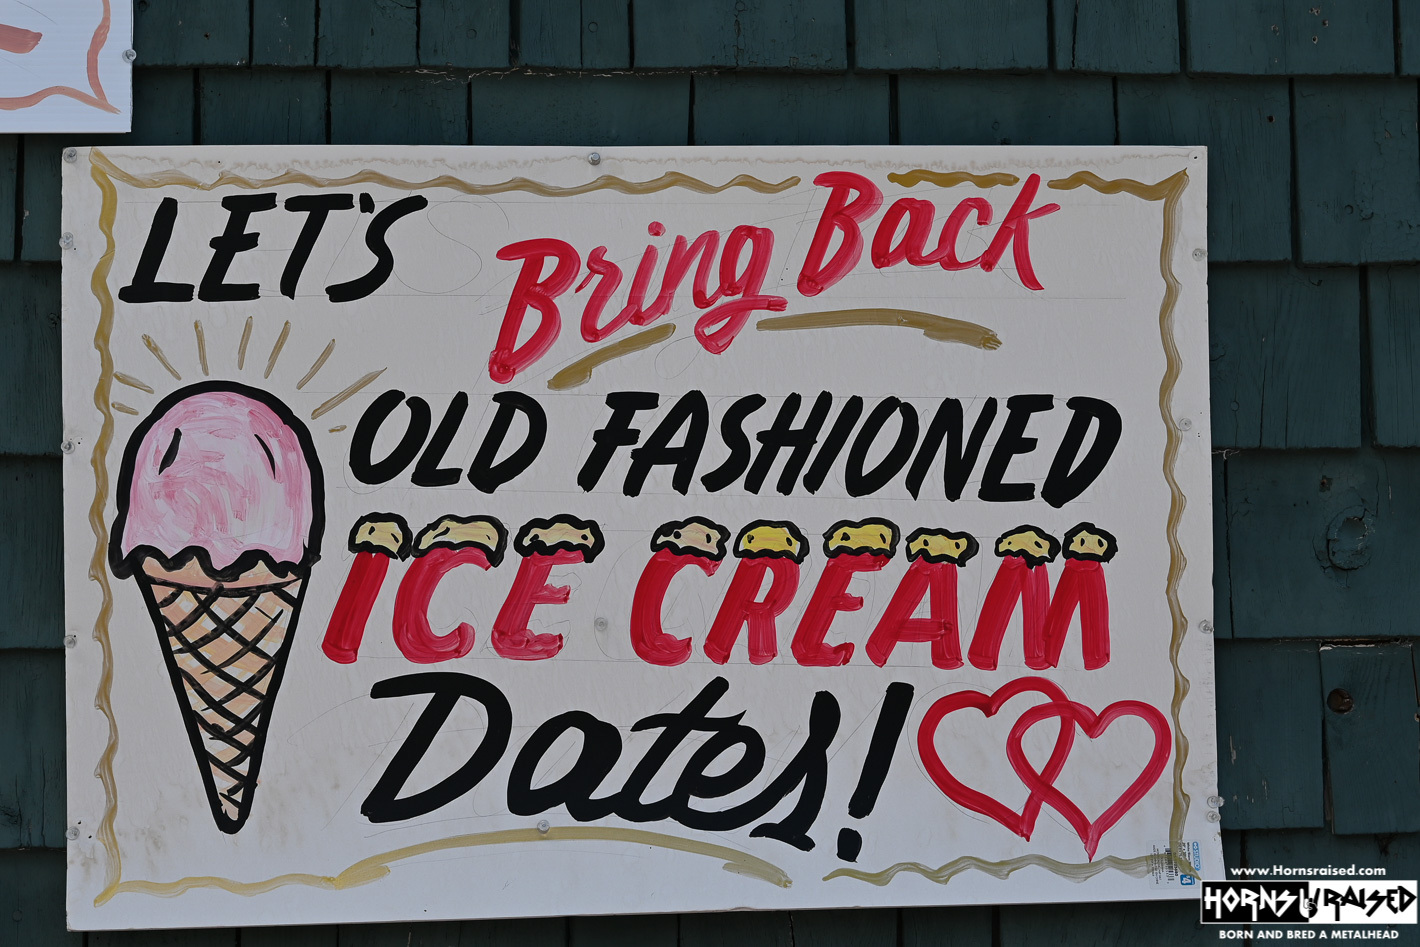 LET'S Bring Back
OLD FASHIONED
ICE CREAM
Dates!
www.Hornsraised.com
HORNS RAISED
BORN AND BRED A METALHEAD